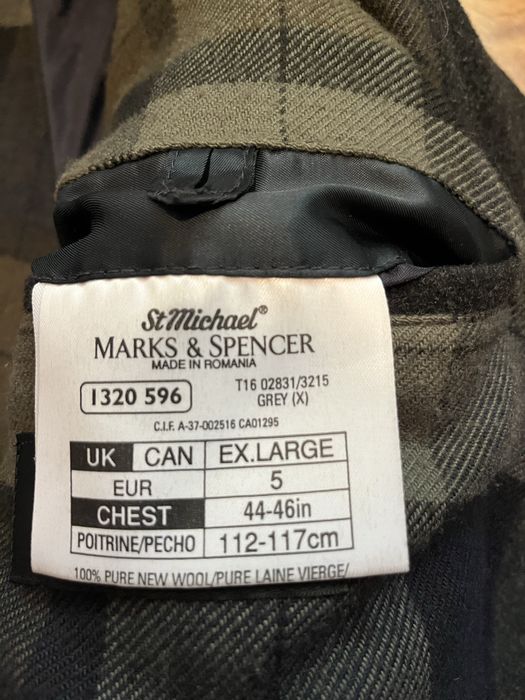 St Michael®
MARKS & SPENCER
MADE IN ROMANIA
1320 596
T16 02831/3215
GREY (X)
C.I.F. A-37-002516 CA01295
UK CAN EX.LARGE
EUR 5
CHEST 44-46in
POITRINE/PECHO 112-117cm
100% PURE NEW WOOL/PURE LAINE VIERGE/